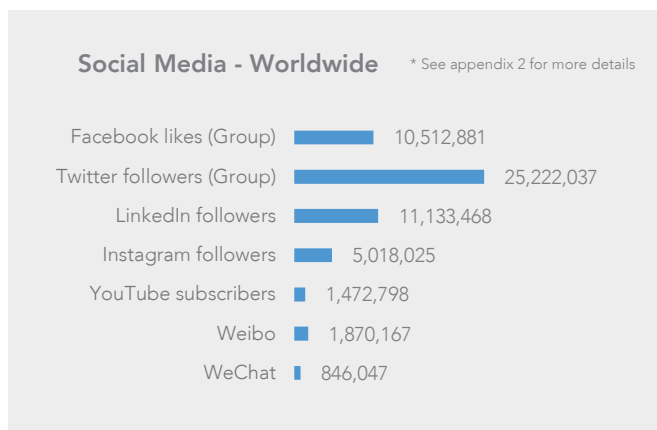 Social Media - Worldwide * See appendix 2 for more details
Facebook likes (Group) 10,512,881
Twitter followers (Group) 25,222,037
LinkedIn followers 11,133,468
Instagram followers 5,018,025
YouTube subscribers 1,472,798
Weibo 1,870,167
WeChat 846,047